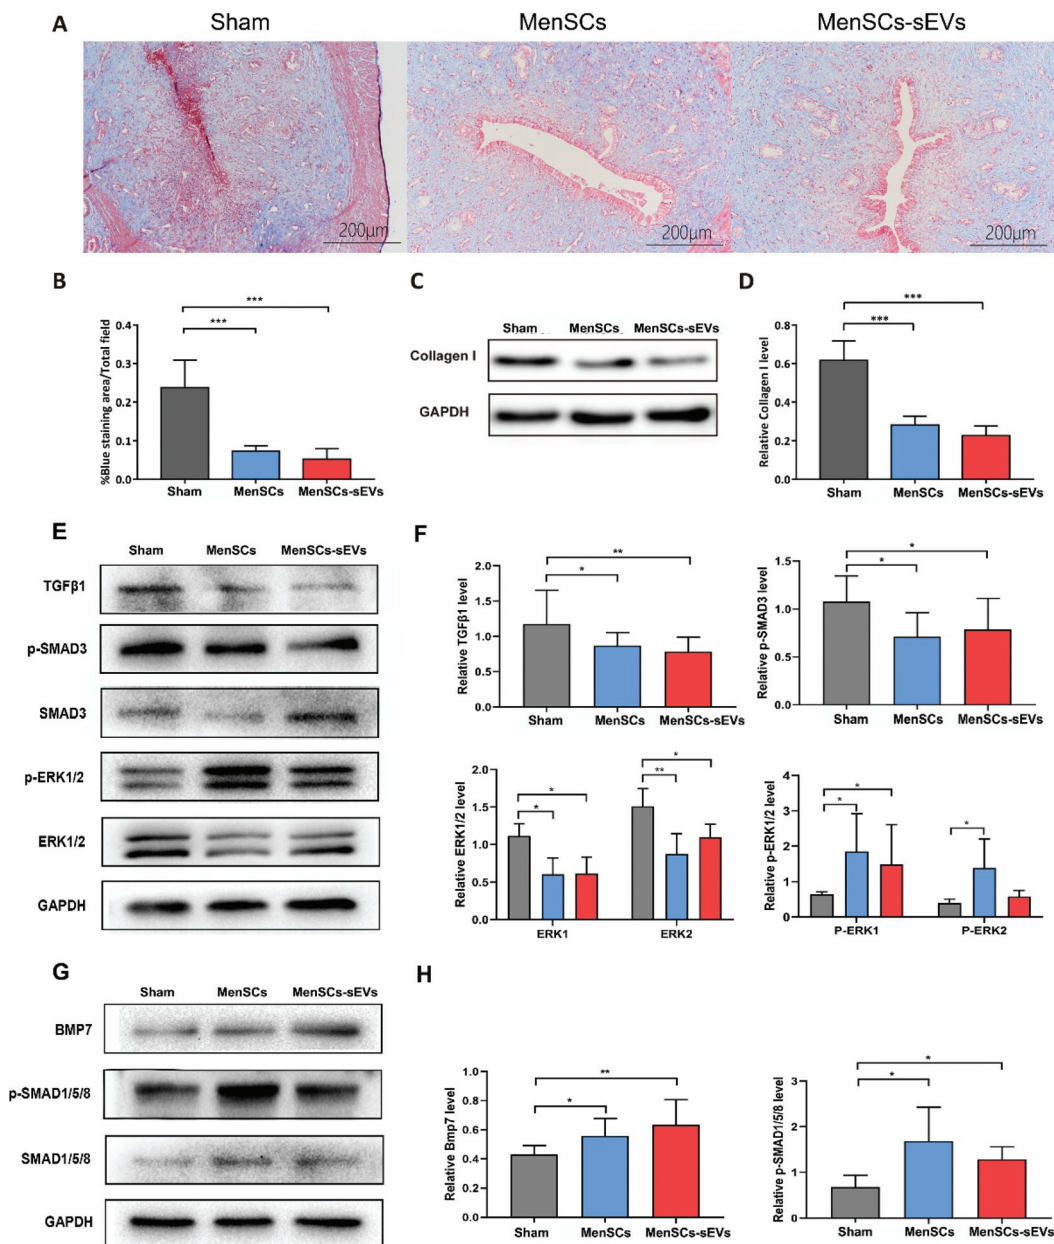 A
Sham
MenSCs
MenSCs-sEVs
200μm
200μm
200μm
B
%Blue staining area/Total field
0.4
0.3
0.2
0.1
0.0
***
***
Sham
MenSCs
MenSCs-sEVs
C
Sham
MenSCs
MenSCs-sEVs
Collagen I
GAPDH
D
Relative Collagen I level
0.8
0.6
0.4
0.2
0.0
***
***
Sham
MenSCs
MenSCs-sEVs
E
Sham
MenSCs
MenSCs-sEVs
TGFβ1
p-SMAD3
SMAD3
p-ERK1/2
ERK1/2
GAPDH
F
Relative TGFβ1 level
2.0
1.5
1.0
0.5
0.0
**
*
Sham
MenSCs
MenSCs-sEVs
Relative p-SMAD3 level
1.5
1.0
0.5
0.0
*
*
Sham
MenSCs
MenSCs-sEVs
Relative ERK1/2 level
2.0
1.5
1.0
0.5
0.0
*
*
*
**
ERK1
ERK2
Relative p-ERK1/2 level
4
3
2
1
0
*
*
*
P-ERK1
P-ERK2
G
Sham
MenSCs
MenSCs-sEVs
BMP7
p-SMAD1/5/8
SMAD1/5/8
GAPDH
H
Relative Bmp7 level
1.0
0.8
0.6
0.4
0.2
0.0
**
*
Sham
MenSCs
MenSCs-sEVs
Relative p-SMAD1/5/8 level
3
2
1
0
*
*
Sham
MenSCs
MenSCs-sEVs